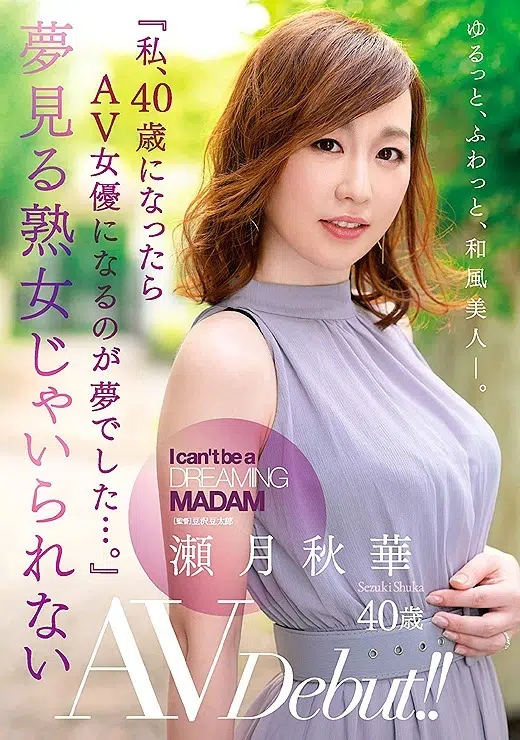 ゆるっと、ふわっと、和風美人―。
『私、40歳になったら
AV女優になるのが夢でした…。』
夢見る熟女じゃいられない
I can't be a
DREAMING
MADAM
[監督]豆沢豆太郎
瀬月秋華
Sezuki Shuka
40歳
AV Debut!!